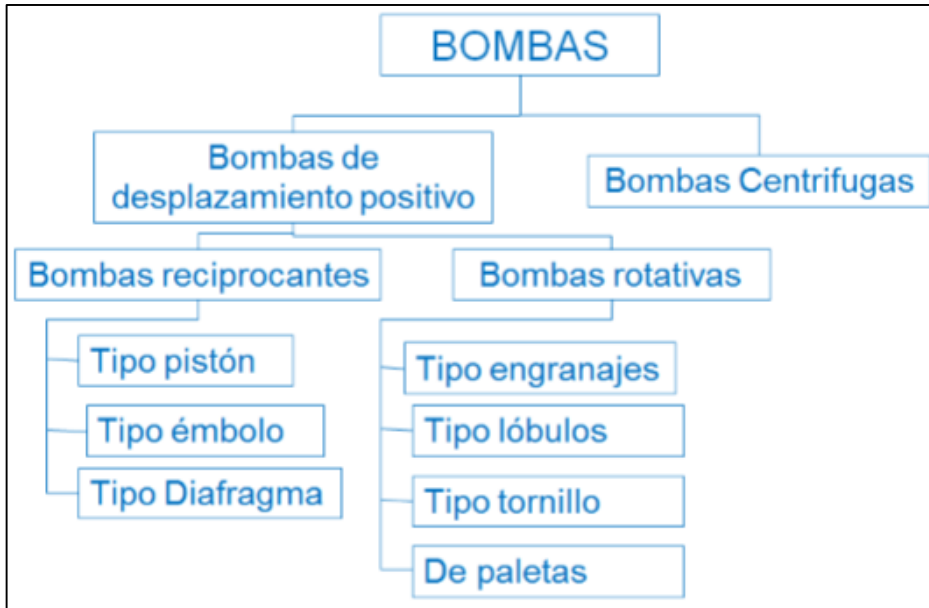 BOMBAS
Bombas de
desplazamiento positivo
Bombas Centrifugas
Bombas reciprocantes
Bombas rotativas
Tipo pistón
Tipo émbolo
Tipo Diafragma
Tipo engranajes
Tipo lóbulos
Tipo tornillo
De paletas